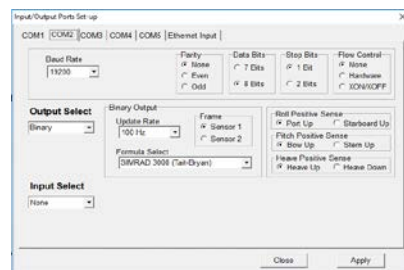 Input/Output Ports Set-up
COM1 COM2 COM3 COM4 COM5 Ethernet Input
Baud Rate
19200
Parity
None
Even
Odd
Data Bits
7 Bits
8 Bits
Stop Bits
1 Bit
2 Bits
Flow Control
None
Hardware
XON/XOFF
Output Select
Binary
Binary Output
Update Rate
100 Hz
Frame
Sensor 1
Sensor 2
Formula Select
SIMRAD 3000 (Tait-Bryan)
Roll Positive Sense
Port Up Starboard Up
Pitch Positive Sense
Bow Up Stern Up
Heave Positive Sense
Heave Up Heave Down
Input Select
None
Close Apply